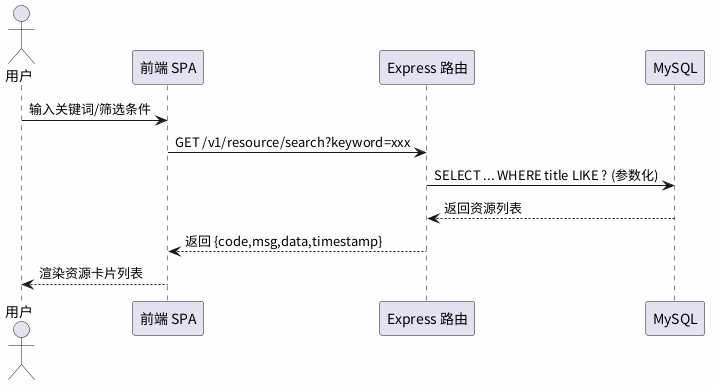 用户
前端 SPA
Express 路由
MySQL
输入关键词/筛选条件
GET /v1/resource/search?keyword=xxx
SELECT ... WHERE title LIKE ? (参数化)
返回资源列表
返回 {code,msg,data,timestamp}
渲染资源卡片列表
用户
前端 SPA
Express 路由
MySQL